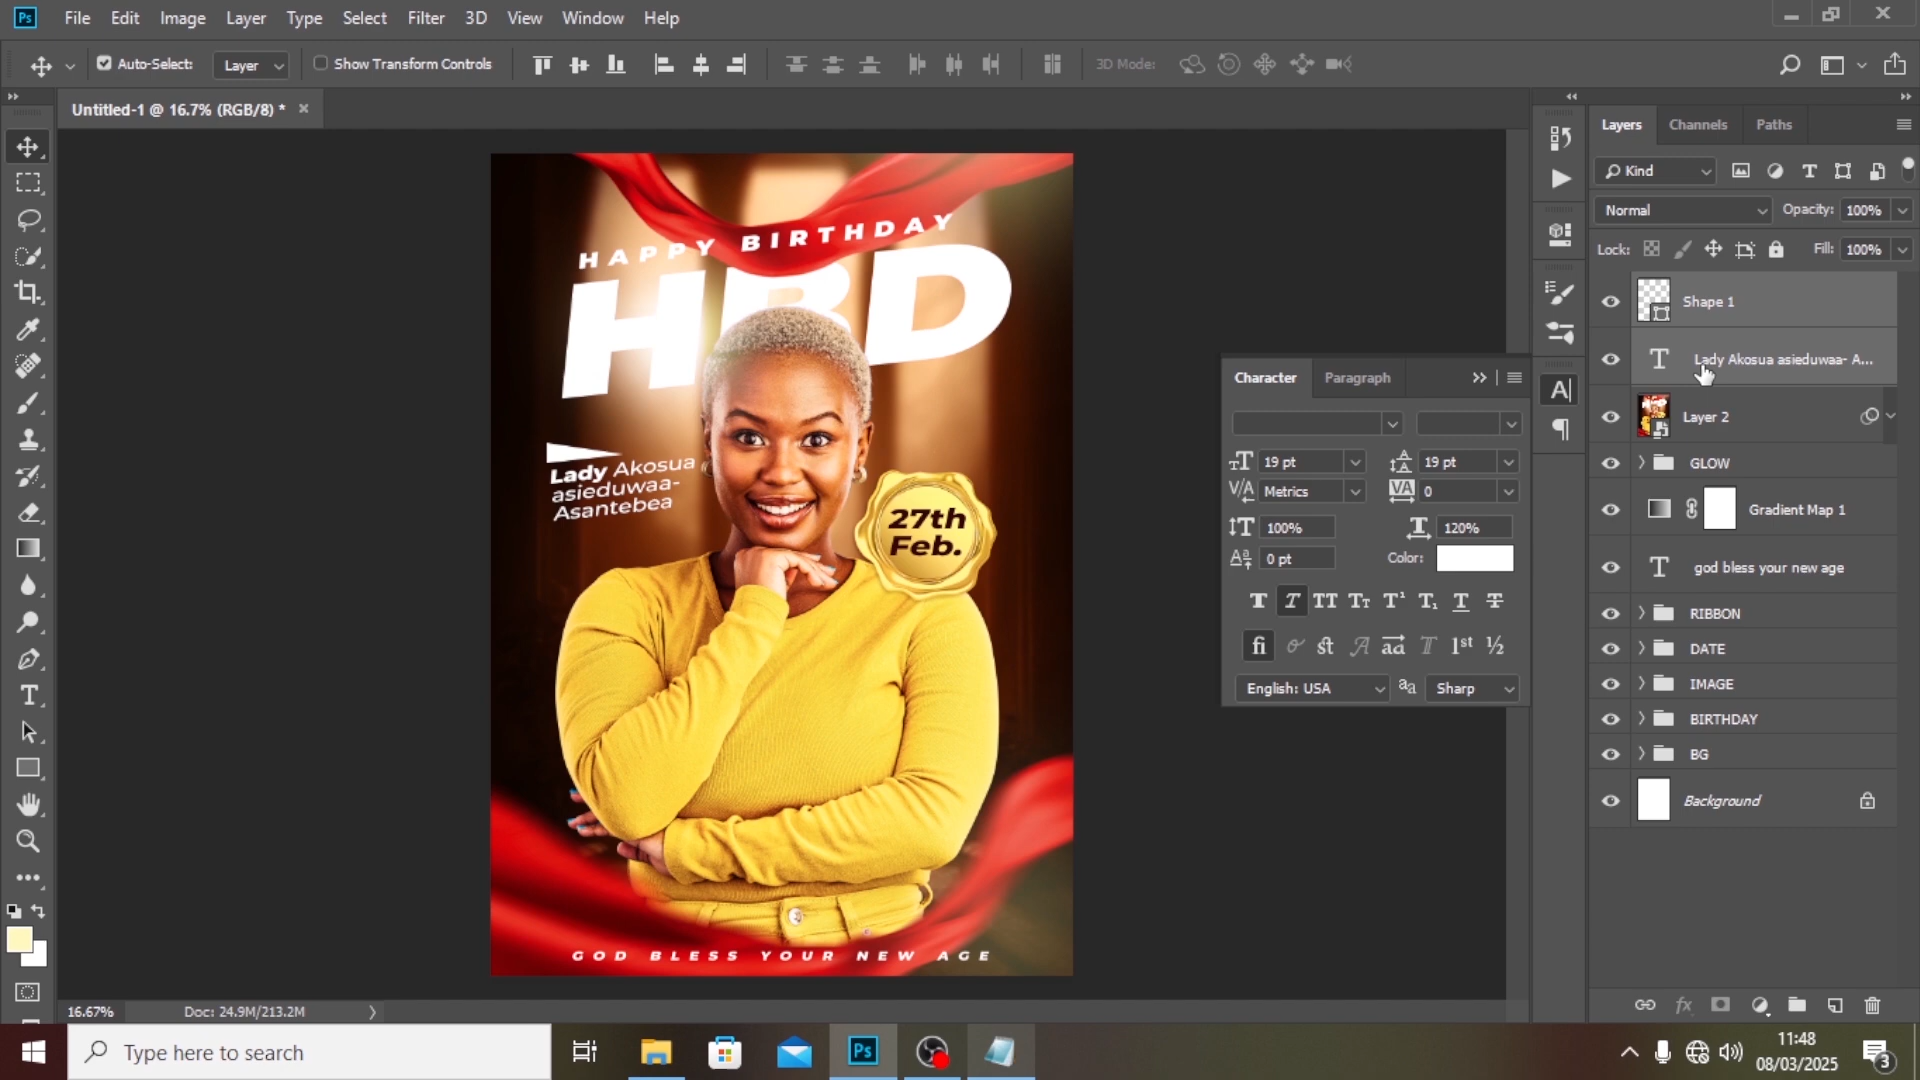 Ps File Edit Image Layer Type Select Filter 3D View Window Help
Auto-Select: Layer Show Transform Controls 3D Mode:
Untitled-1 @ 16.7% (RGB/8) * ×
HAPPY BIRTHDAY
HBD
Lady Akosua
asieduwaa-
Asantebea
27th
Feb.
GOD BLESS YOUR NEW AGE
Character Paragraph
19 pt 19 pt
Metrics 0
100% 120%
0 pt Color:
English: USA Sharp
Layers Channels Paths
Kind
Normal Opacity: 100%
Lock: Fill: 100%
Shape 1
Lady Akosua asieduwaa- A...
Layer 2
GLOW
Gradient Map 1
god bless your new age
RIBBON
DATE
IMAGE
BIRTHDAY
BG
Background
16.67% Doc: 24.9M/213.2M
Type here to search
Ps
11:48
08/03/2025
3